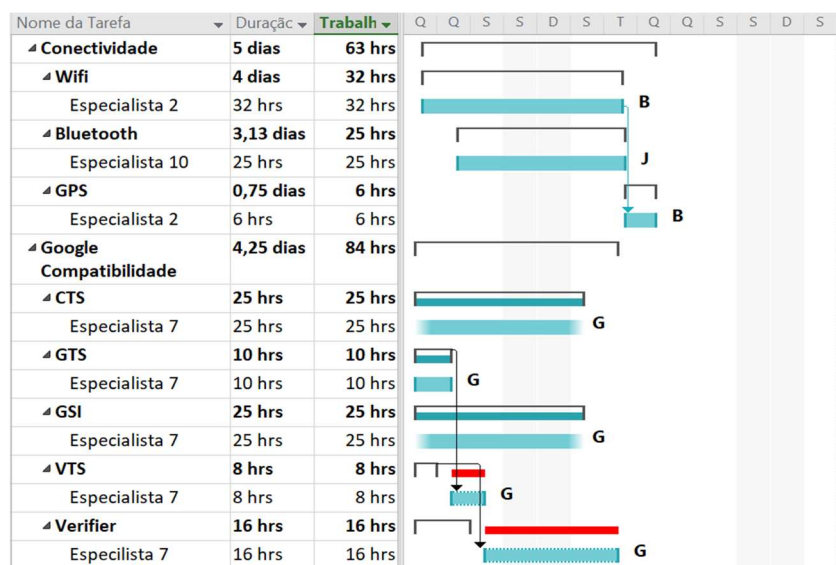 Nome da Tarefa Duração Trabalh Q Q S S D S T Q Q S S D S
Conectividade 5 dias 63 hrs
Wifi 4 dias 32 hrs
Especialista 2 32 hrs 32 hrs B
Bluetooth 3,13 dias 25 hrs
Especialista 10 25 hrs 25 hrs J
GPS 0,75 dias 6 hrs
Especialista 2 6 hrs 6 hrs B
Google 4,25 dias 84 hrs
Compatibilidade
CTS 25 hrs 25 hrs
Especialista 7 25 hrs 25 hrs G
GTS 10 hrs 10 hrs
Especialista 7 10 hrs 10 hrs G
GSI 25 hrs 25 hrs
Especialista 7 25 hrs 25 hrs G
VTS 8 hrs 8 hrs
Especialista 7 8 hrs 8 hrs G
Verifier 16 hrs 16 hrs
Especilista 7 16 hrs 16 hrs G